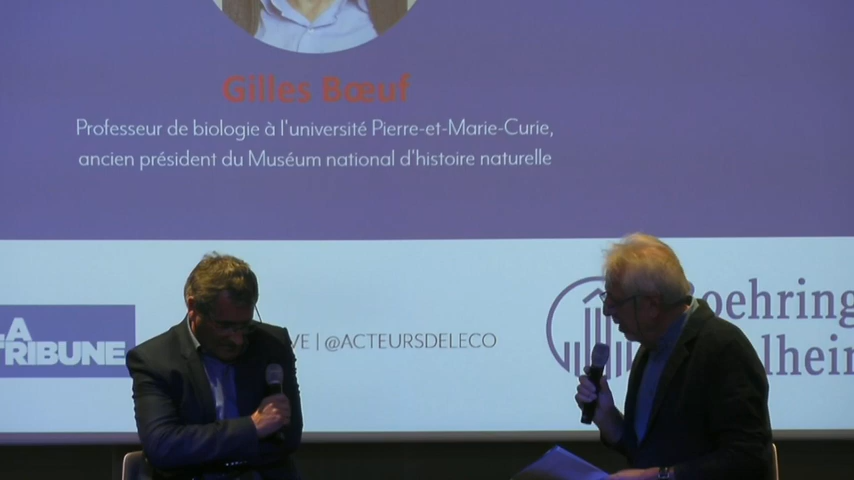 Gilles Bœuf
Professeur de biologie à l'université Pierre-et-Marie-Curie,
ancien président du Muséum national d'histoire naturelle
LA
TRIBUNE
VE | @ACTEURSDELECO
oehring
lheim